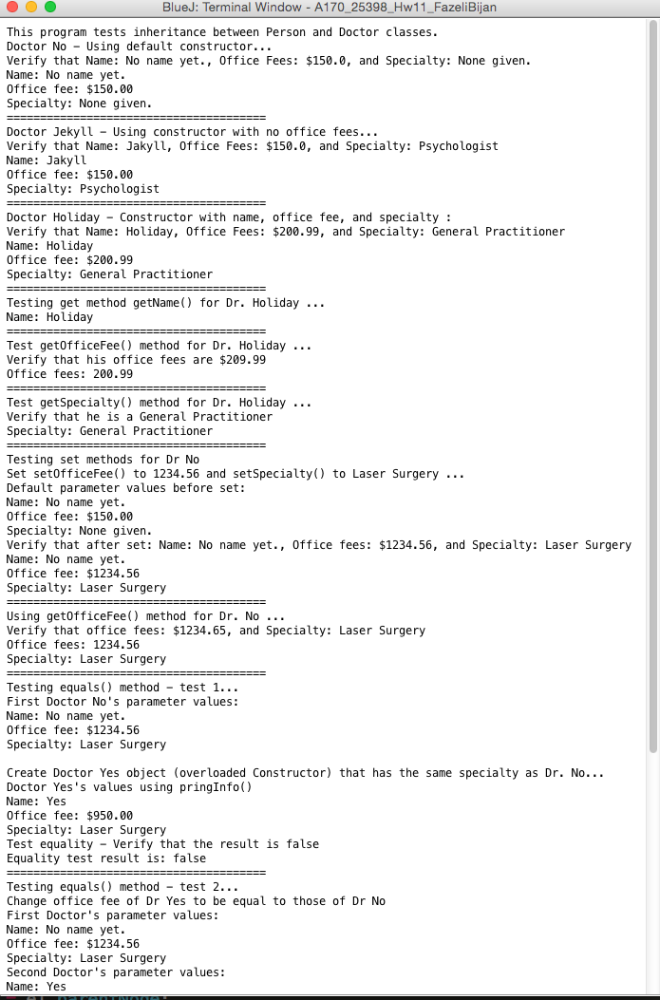 BlueJ: Terminal Window - A170_25398_Hw11_FazeliBijan
This program tests inheritance between Person and Doctor classes.
Doctor No - Using default constructor...
Verify that Name: No name yet., Office Fees: $150.0, and Specialty: None given.
Name: No name yet.
Office fee: $150.00
Specialty: None given.
=======================================
Doctor Jekyll - Using constructor with no office fees...
Verify that Name: Jakyll, Office Fees: $150.0, and Specialty: Psychologist
Name: Jakyll
Office fee: $150.00
Specialty: Psychologist
=======================================
Doctor Holiday - Constructor with name, office fee, and specialty :
Verify that Name: Holiday, Office Fees: $200.99, and Specialty: General Practitioner
Name: Holiday
Office fee: $200.99
Specialty: General Practitioner
=======================================
Testing get method getName() for Dr. Holiday ...
Name: Holiday
=======================================
Test getOfficeFee() method for Dr. Holiday ...
Verify that his office fees are $209.99
Office fees: 200.99
=======================================
Test getSpecialty() method for Dr. Holiday ...
Verify that he is a General Practitioner
Specialty: General Practitioner
=======================================
Testing set methods for Dr No
Set setOfficeFee() to 1234.56 and setSpecialty() to Laser Surgery ...
Default parameter values before set:
Name: No name yet.
Office fee: $150.00
Specialty: None given.
Verify that after set: Name: No name yet., Office fees: $1234.56, and Specialty: Laser Surgery
Name: No name yet.
Office fee: $1234.56
Specialty: Laser Surgery
=======================================
Using getOfficeFee() method for Dr. No ...
Verify that office fees: $1234.65, and Specialty: Laser Surgery
Office fees: 1234.56
Specialty: Laser Surgery
=======================================
Testing equals() method - test 1...
First Doctor No's parameter values:
Name: No name yet.
Office fee: $1234.56
Specialty: Laser Surgery
Create Doctor Yes object (overloaded Constructor) that has the same specialty as Dr. No...
Doctor Yes's values using pringInfo()
Name: Yes
Office fee: $950.00
Specialty: Laser Surgery
Test equality - Verify that the result is false
Equality test result is: false
=======================================
Testing equals() method - test 2...
Change office fee of Dr Yes to be equal to those of Dr No
First Doctor's parameter values:
Name: No name yet.
Office fee: $1234.56
Specialty: Laser Surgery
Second Doctor's parameter values:
Name: Yes